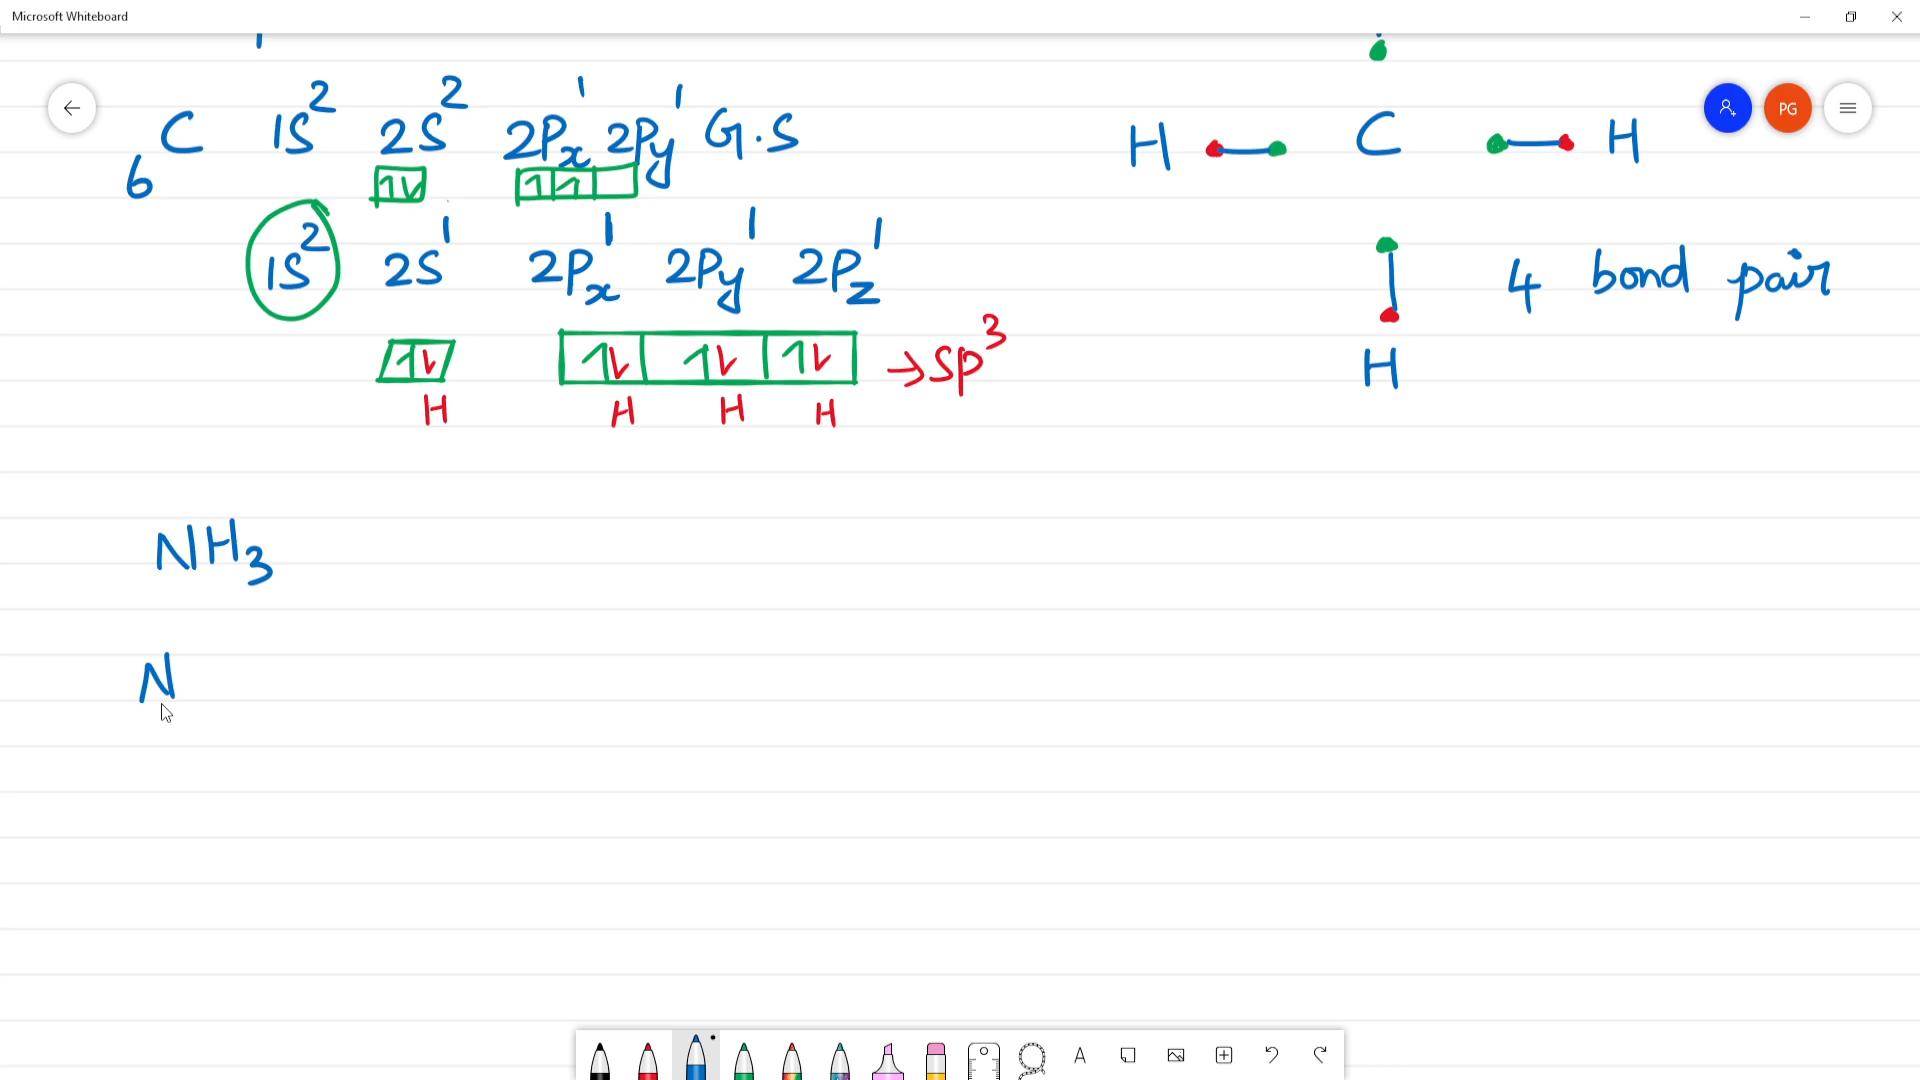 Microsoft Whiteboard
6C 1S² 2S² 2Pₓ¹ 2Py¹ G.S
H C H
PG
1S² 2S¹ 2Pₓ¹ 2Py¹ 2Pz¹
4 bond pair
→SP³
H H H H
H
NH₃
N
A